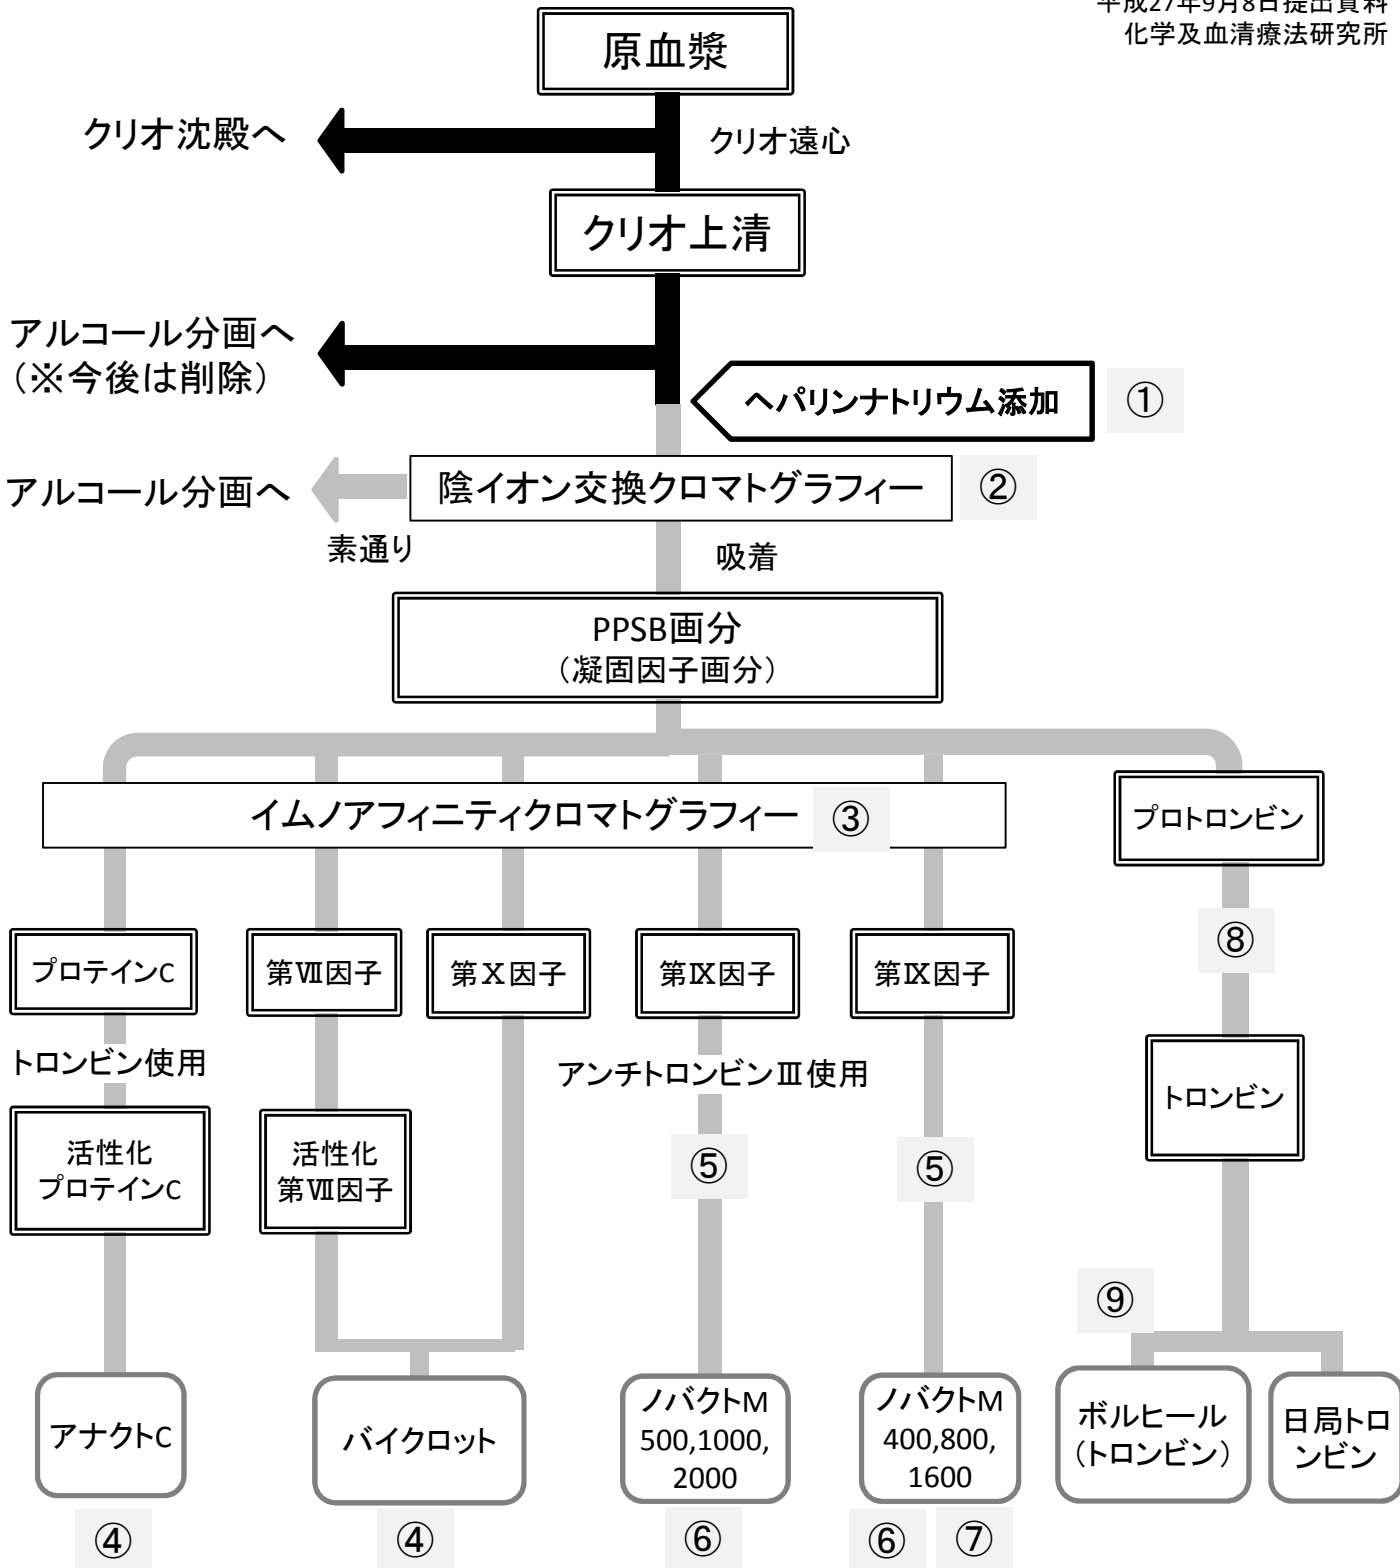 平成27年9月8日提出資料
化学及血清療法研究所
原血漿
クリオ沈殿へ
クリオ遠心
クリオ上清
アルコール分画へ
（※今後は削除）
ヘパリンナトリウム添加
①
アルコール分画へ
陰イオン交換クロマトグラフィー
②
素通り
吸着
PPSB画分
（凝固因子画分）
イムノアフィニティクロマトグラフィー
③
プロトロンビン
⑧
プロテインC
第Ⅶ因子
第Ⅹ因子
第Ⅸ因子
第Ⅸ因子
トロンビン使用
アンチトロンビンⅢ使用
トロンビン
活性化
プロテインC
活性化
第Ⅶ因子
⑤
⑤
⑨
アナクトC
バイクロット
ノバクトM
500,1000,
2000
ノバクトM
400,800,
1600
ボルヒール
（トロンビン）
日局トロ
ンビン
④
④
⑥
⑥
⑦